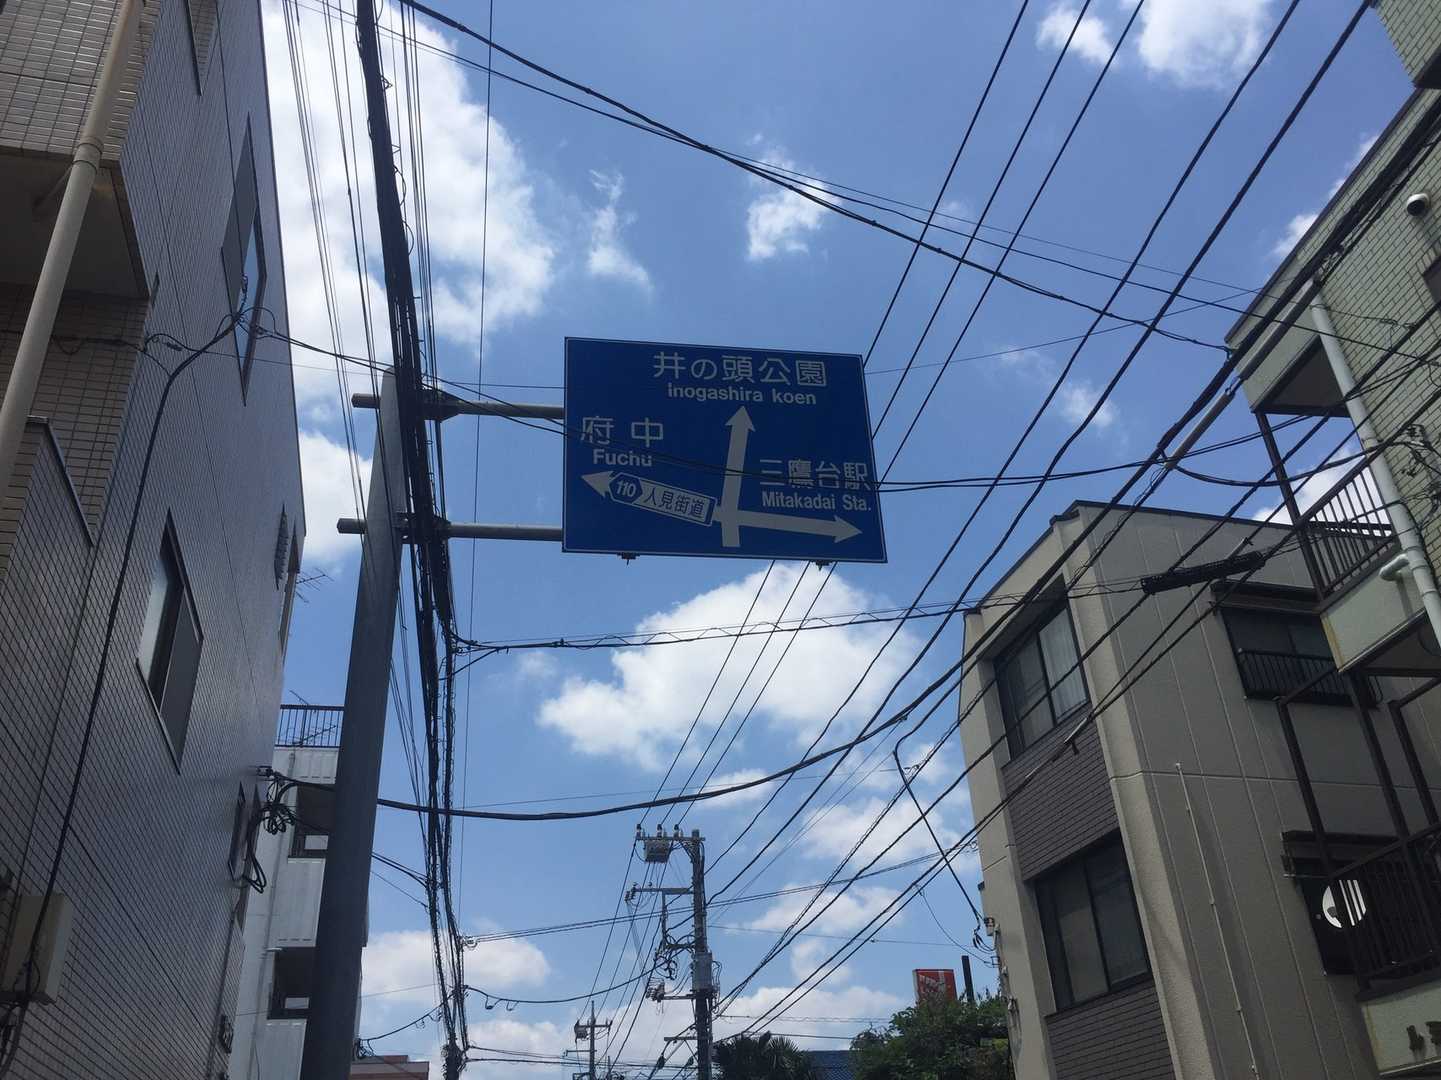 井の頭公園
Inogashira koen
府中
Fuchu
三鷹台駅
Mitakadai Sta.
110 人見街道